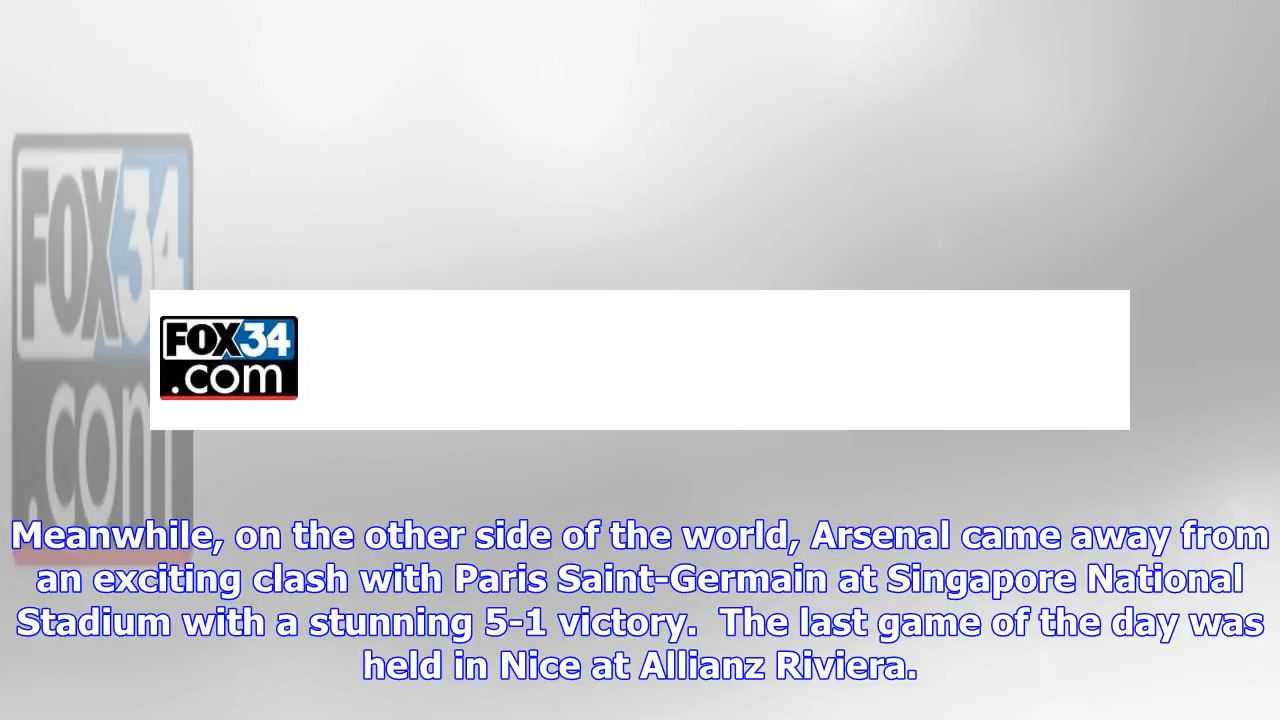 FOX34
.com
FOX34
.com
Meanwhile, on the other side of the world, Arsenal came away from
an exciting clash with Paris Saint-Germain at Singapore National
Stadium with a stunning 5-1 victory.  The last game of the day was
held in Nice at Allianz Riviera.